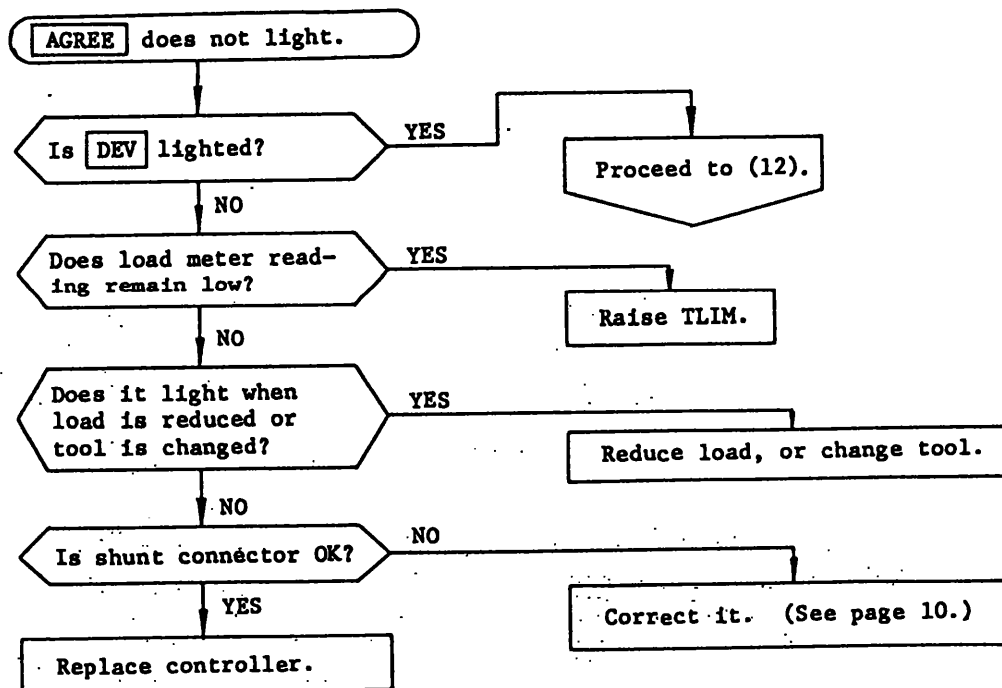 AGREE does not light.
Is DEV lighted?
YES
Proceed to (12).
NO
Does load meter read-
ing remain low?
YES
Raise TLIM.
NO
Does it light when
load is reduced or
tool is changed?
YES
Reduce load, or change tool.
NO
Is shunt connector OK?
NO
Correct it. (See page 10.)
YES
Replace controller.